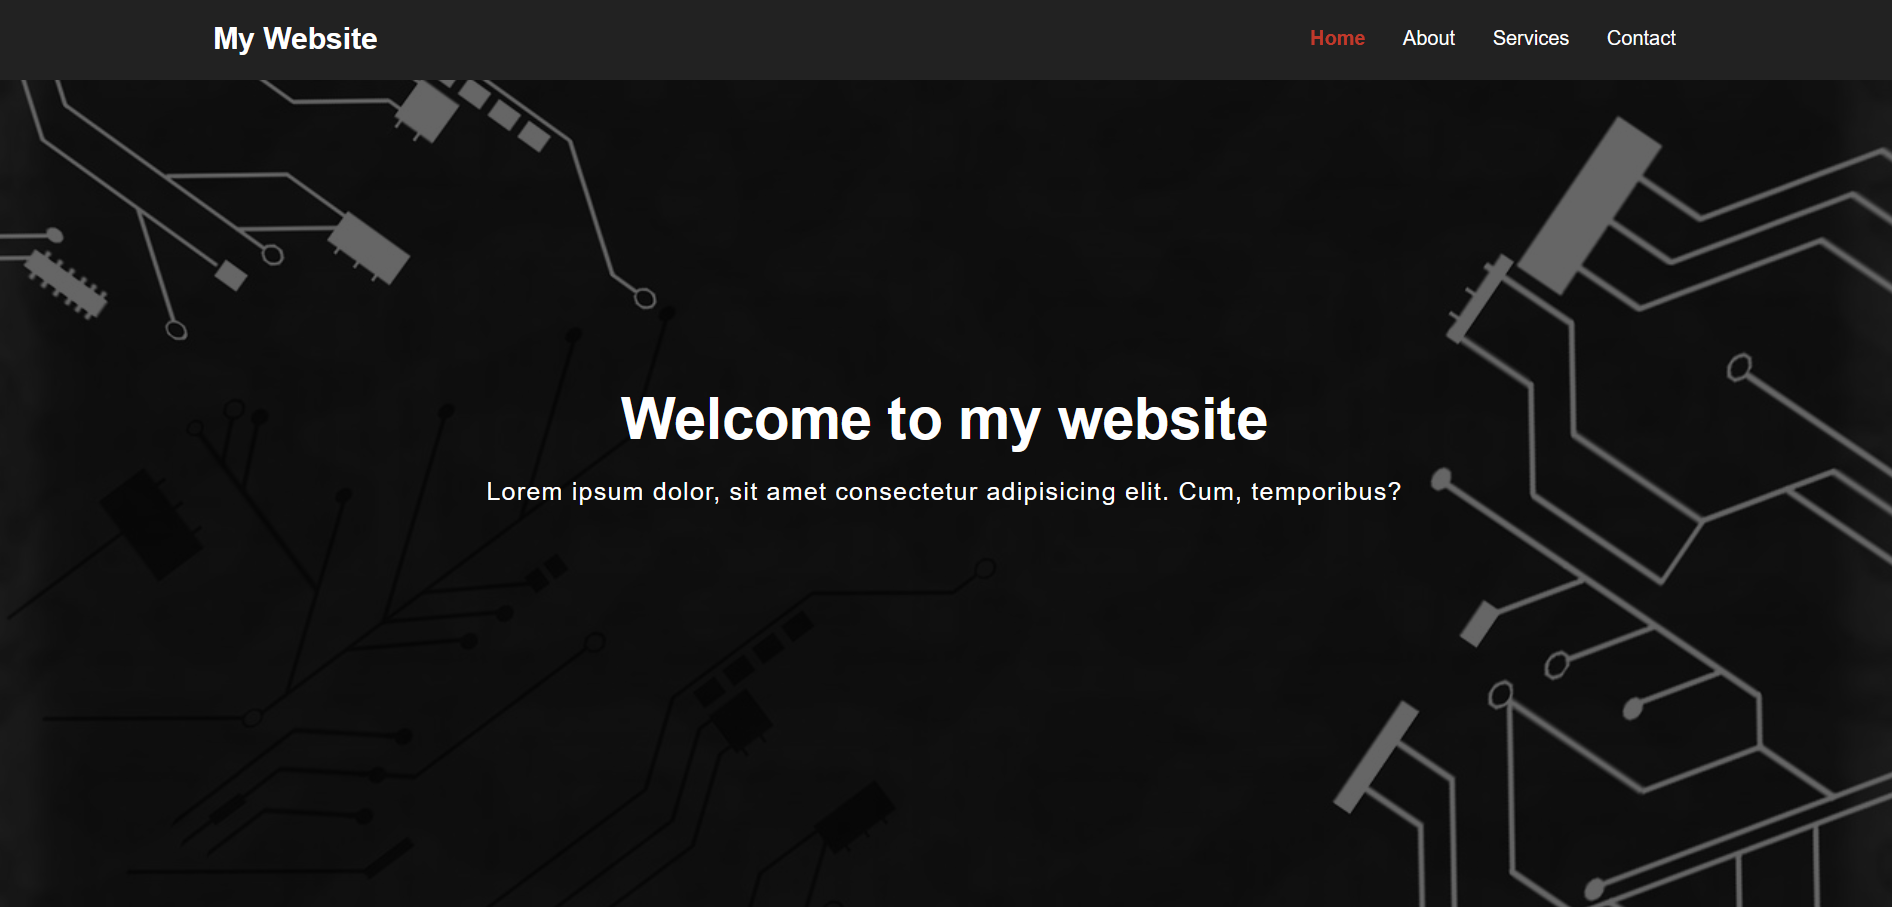 My Website
Home About Services Contact
Welcome to my website
Lorem ipsum dolor, sit amet consectetur adipisicing elit. Cum, temporibus?